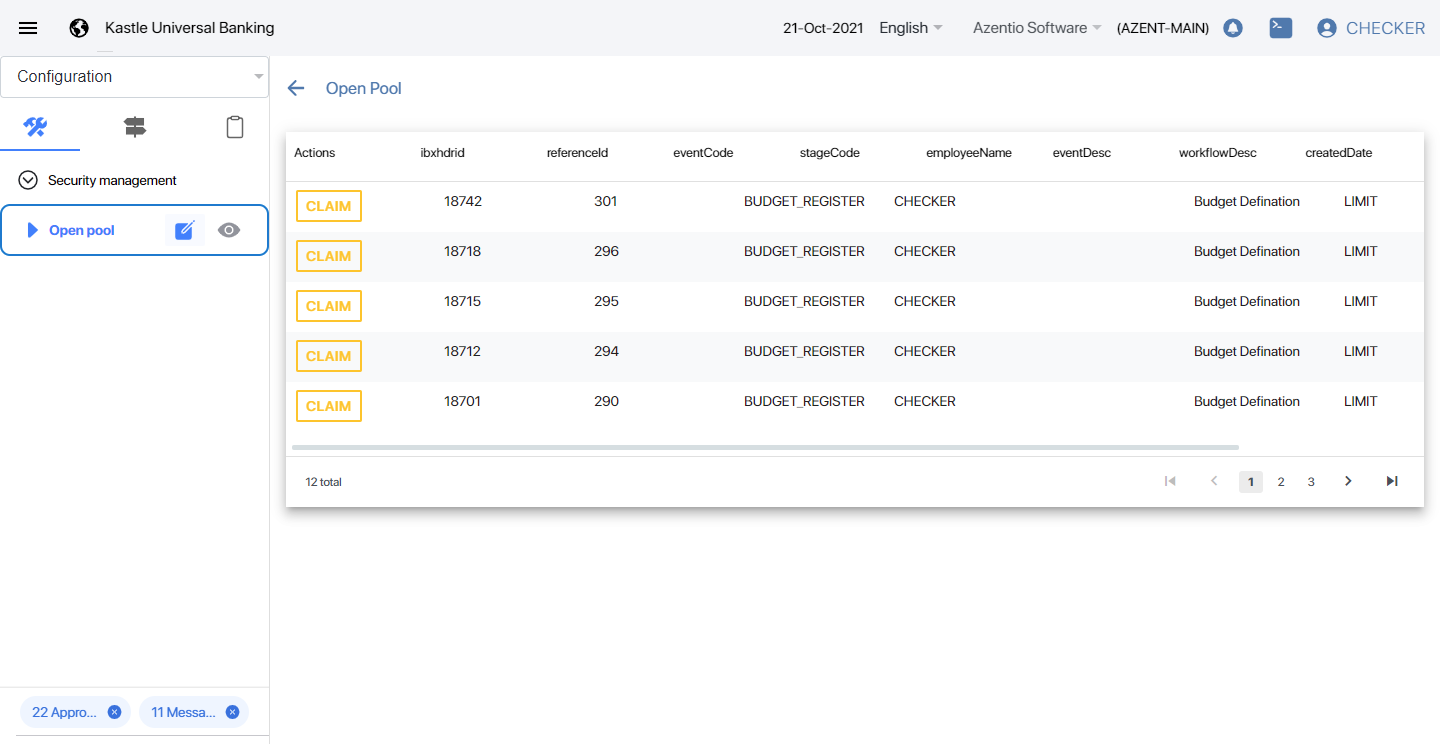 Kastle Universal Banking 21-Oct-2021 English Azentio Software (AZENT-MAIN) CHECKER
Configuration
Security management
Open pool
22 Appro...
11 Messa...
Open Pool
Actions ibxhdrid referenceId eventCode stageCode employeeName eventDesc workflowDesc createdDate
CLAIM 18742 301 BUDGET_REGISTER CHECKER Budget Defination LIMIT
CLAIM 18718 296 BUDGET_REGISTER CHECKER Budget Defination LIMIT
CLAIM 18715 295 BUDGET_REGISTER CHECKER Budget Defination LIMIT
CLAIM 18712 294 BUDGET_REGISTER CHECKER Budget Defination LIMIT
CLAIM 18701 290 BUDGET_REGISTER CHECKER Budget Defination LIMIT
12 total 1 2 3